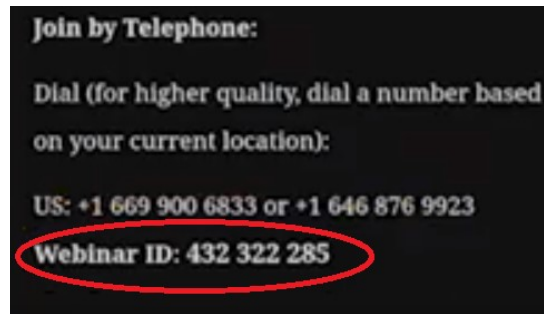 Join by Telephone:
Dial (for higher quality, dial a number based
on your current location):
US: +1 669 900 6833 or +1 646 876 9923
Webinar ID: 432 322 285